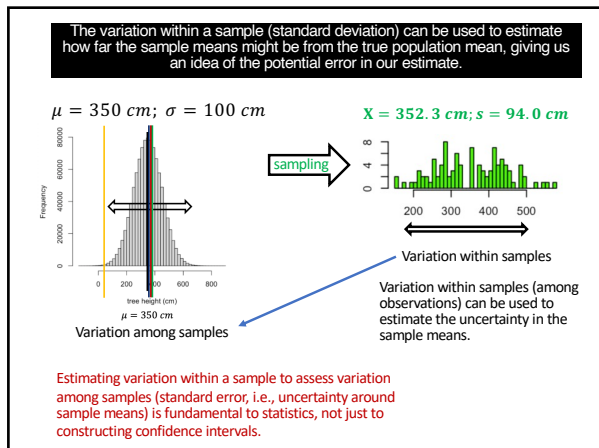 The variation within a sample (standard deviation) can be used to estimate
how far the sample means might be from the true population mean, giving us
an idea of the potential error in our estimate.
μ = 350 cm; σ = 100 cm
X = 352.3 cm; s = 94.0 cm
sampling
Frequency
80000
60000
40000
20000
0
0 200 400 600 800
tree height (cm)
μ = 350 cm
Variation among samples
8
4
0
200 300 400 500
Variation within samples
Variation within samples (among
observations) can be used to
estimate the uncertainty in the
sample means.
Estimating variation within a sample to assess variation
among samples (standard error, i.e., uncertainty around
sample means) is fundamental to statistics, not just to
constructing confidence intervals.